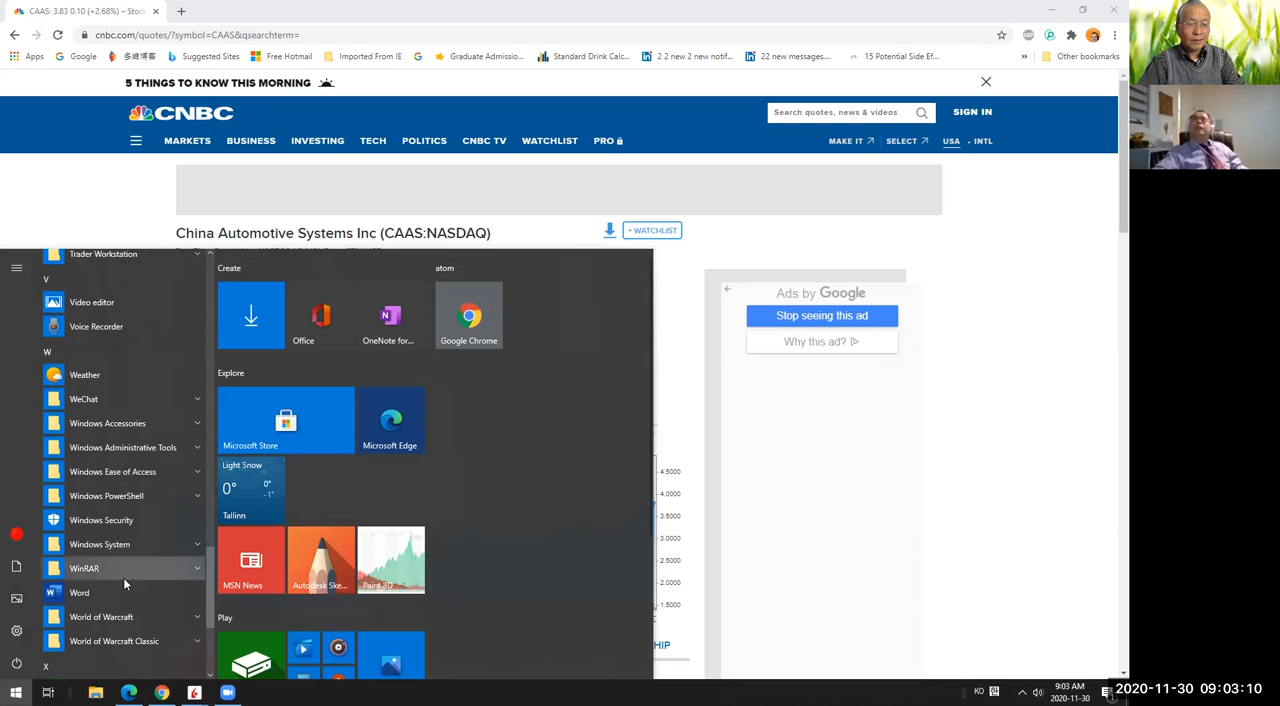 CAAS: 3.83 0.10 (+2.68%) – Stoc
cnbc.com/quotes/?symbol=CAAS&qsearchterm=
Apps
Google
多维博客
Suggested Sites
Free Hotmail
Imported From IE
Graduate Admissio...
Standard Drink Calc...
2 2 new 2 new notif...
22 new messages....
15 Potential Side Ef...
»
Other bookmarks
5 THINGS TO KNOW THIS MORNING
CNBC
Search quotes, news & videos
SIGN IN
MARKETS
BUSINESS
INVESTING
TECH
POLITICS
CNBC TV
WATCHLIST
PRO
MAKE IT
SELECT
USA
• INTL
China Automotive Systems Inc (CAAS:NASDAQ)
+ WATCHLIST
Trader Workstation
V
Video editor
Voice Recorder
W
Weather
WeChat
Windows Accessories
Windows Administrative Tools
Windows Ease of Access
Windows PowerShell
Windows Security
Windows System
WinRAR
Word
World of Warcraft
World of Warcraft Classic
X
Create
atom
Office
OneNote for...
Google Chrome
Explore
Microsoft Store
Microsoft Edge
Light Snow
0°
0°
-1°
Tallinn
MSN News
Autodesk Ske...
Paint 3D
Play
Ads by Google
Stop seeing this ad
Why this ad?
4.5000
4.0000
3.5000
3.0000
2.5000
2.0000
1.5000
HIP
KO
9:03 AM
2020-11-30
2020-11-30 09:03:10